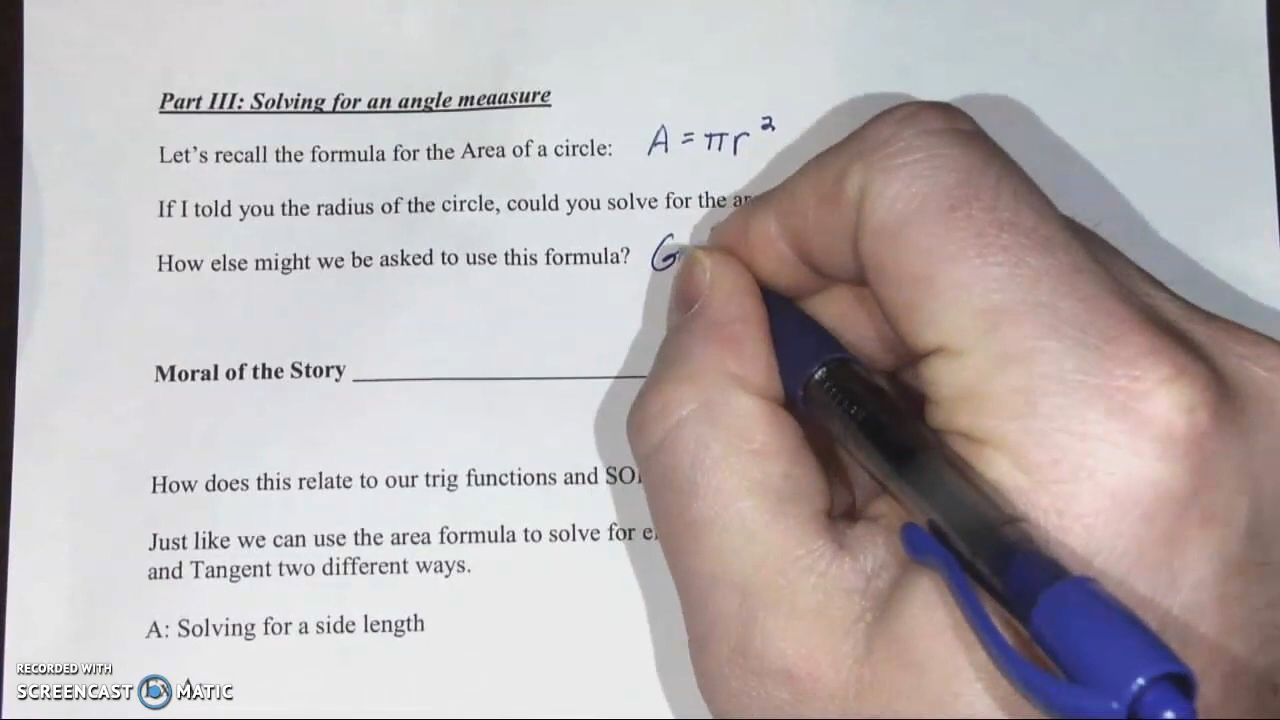 Part III: Solving for an angle meaasure
Let's recall the formula for the Area of a circle: A = πr²
If I told you the radius of the circle, could you solve for the
How else might we be asked to use this formula? G
Moral of the Story
How does this relate to our trig functions and
Just like we can use the area formula to solve for
and Tangent two different ways.
A: Solving for a side length
RECORDED WITH
SCREENCAST MATIC